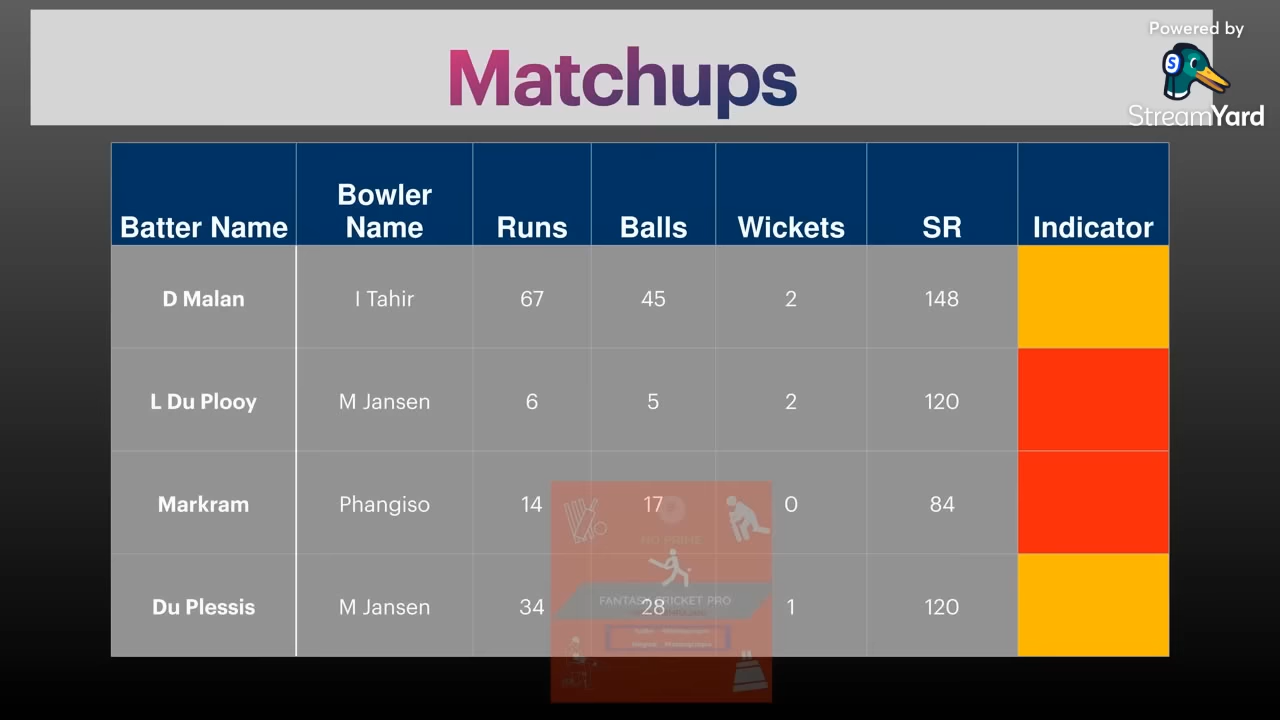 Powered by
S
StreamYard
Matchups
Batter Name Bowler Name Runs Balls Wickets SR Indicator
D Malan I Tahir 67 45 2 148
L Du Plooy M Jansen 6 5 2 120
Markram Phangiso 14 17 0 84
NO PRIME
FANTASY CRICKET PRO
Du Plessis M Jansen 34 28 1 120